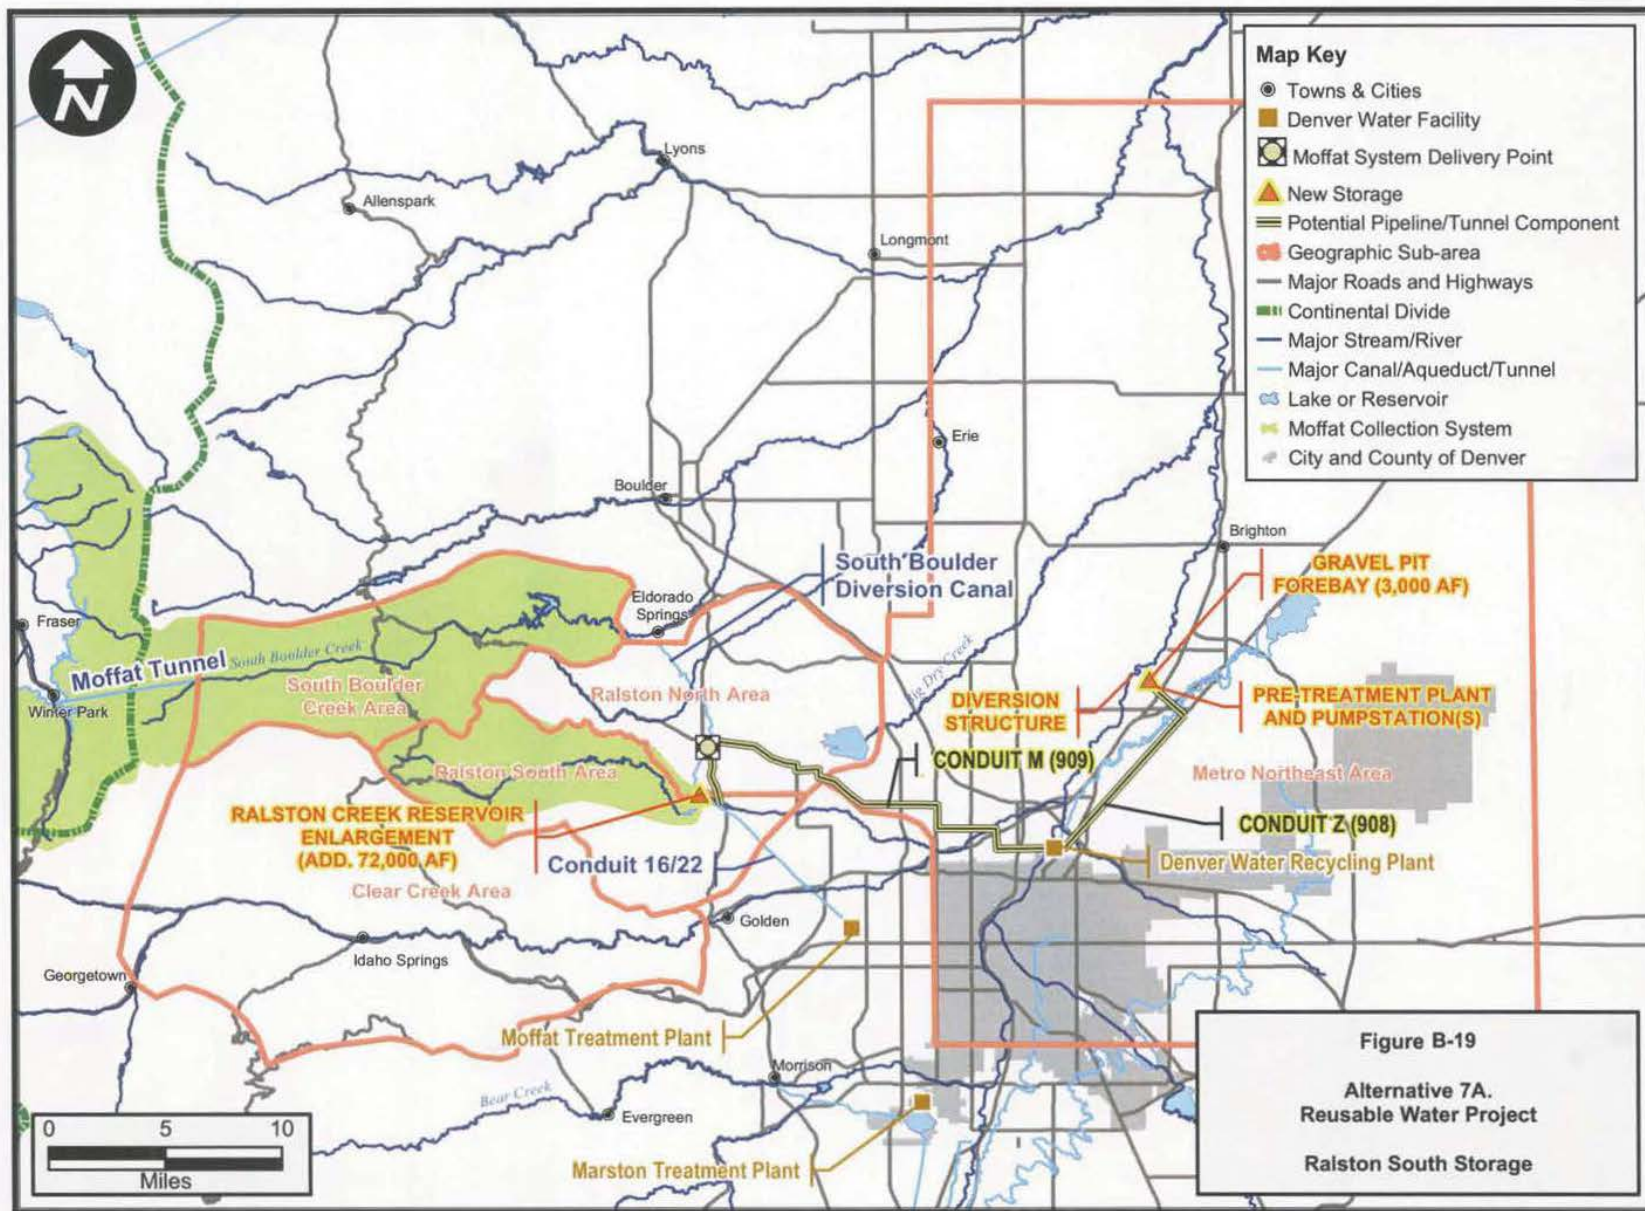 N
Map Key
Towns & Cities
Denver Water Facility
Moffat System Delivery Point
New Storage
Potential Pipeline/Tunnel Component
Geographic Sub-area
Major Roads and Highways
Continental Divide
Major Stream/River
Major Canal/Aqueduct/Tunnel
Lake or Reservoir
Moffat Collection System
City and County of Denver
Lyons
Allenspark
Longmont
Erie
Boulder
Brighton
South Boulder
Diversion Canal
GRAVEL PIT
FOREBAY (3,000 AF)
Eldorado
Springs
Fraser
Moffat Tunnel
South Boulder Creek
Winter Park
South Boulder
Creek Area
Ralston North Area
Big Dry Creek
DIVERSION
STRUCTURE
PRE-TREATMENT PLANT
AND PUMPSTATION(S)
CONDUIT M (909)
Metro Northeast Area
Ralston South Area
RALSTON CREEK RESERVOIR
ENLARGEMENT
(ADD. 72,000 AF)
CONDUIT Z (908)
Conduit 16/22
Denver Water Recycling Plant
Clear Creek Area
Golden
Idaho Springs
Georgetown
Moffat Treatment Plant
Morrison
Bear Creek
Evergreen
Marston Treatment Plant
0 5 10
Miles
Figure B-19
Alternative 7A.
Reusable Water Project
Ralston South Storage